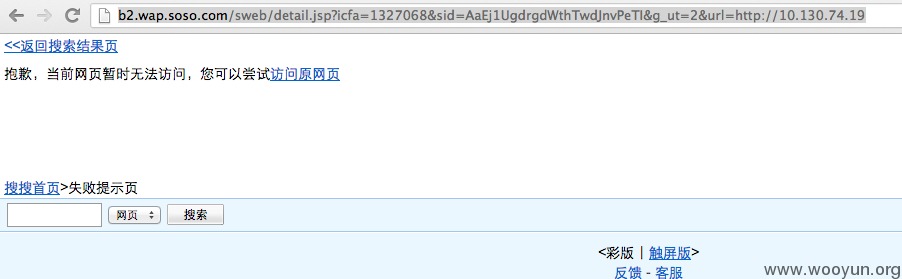 b2.wap.soso.com/sweb/detail.jsp?icfa=1327068&sid=AaEj1UgdrgdWthTwdJnvPeTI&g_ut=2&url=http://10.130.74.19
<<返回搜索结果页
抱歉，当前网页暂时无法访问，您可以尝试访问原网页
搜搜首页>失败提示页
网页 搜索
<彩版 | 触屏版>
反馈 - 客服
www.wooyun.org